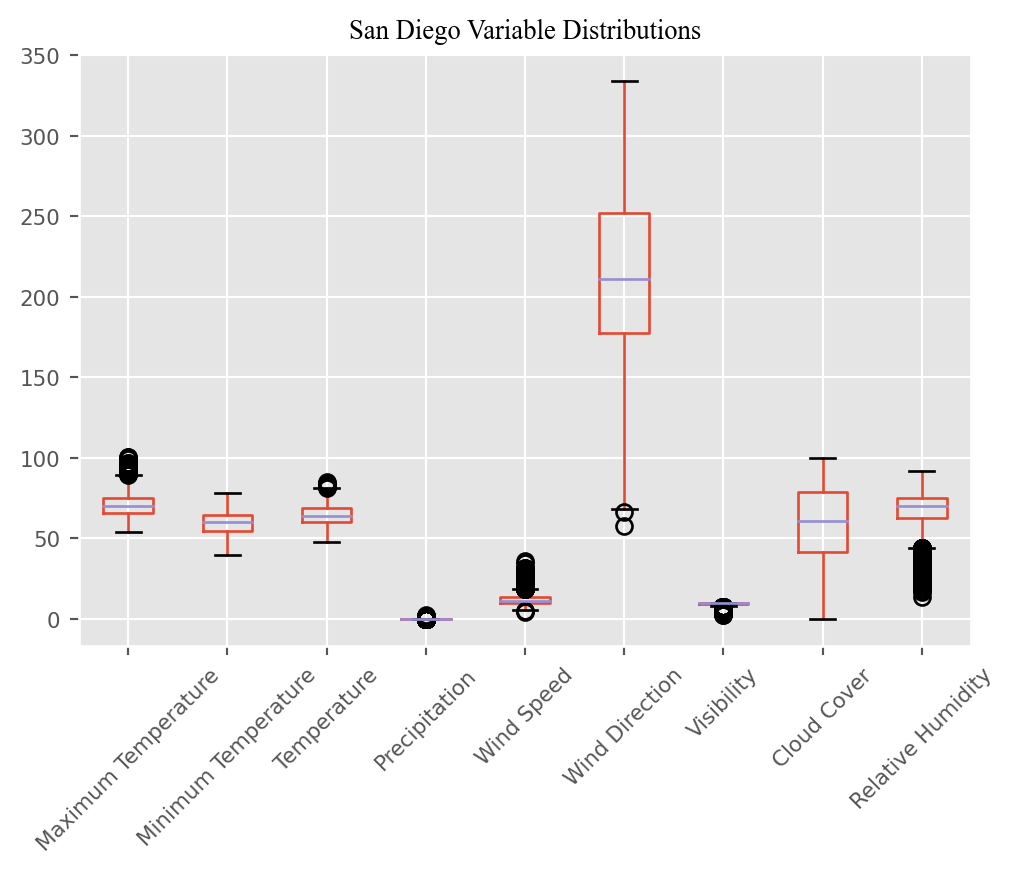 San Diego Variable Distributions
350
300
250
200
150
100
50
0
Maximum Temperature
Minimum Temperature
Temperature
Precipitation
Wind Speed
Wind Direction
Visibility
Cloud Cover
Relative Humidity